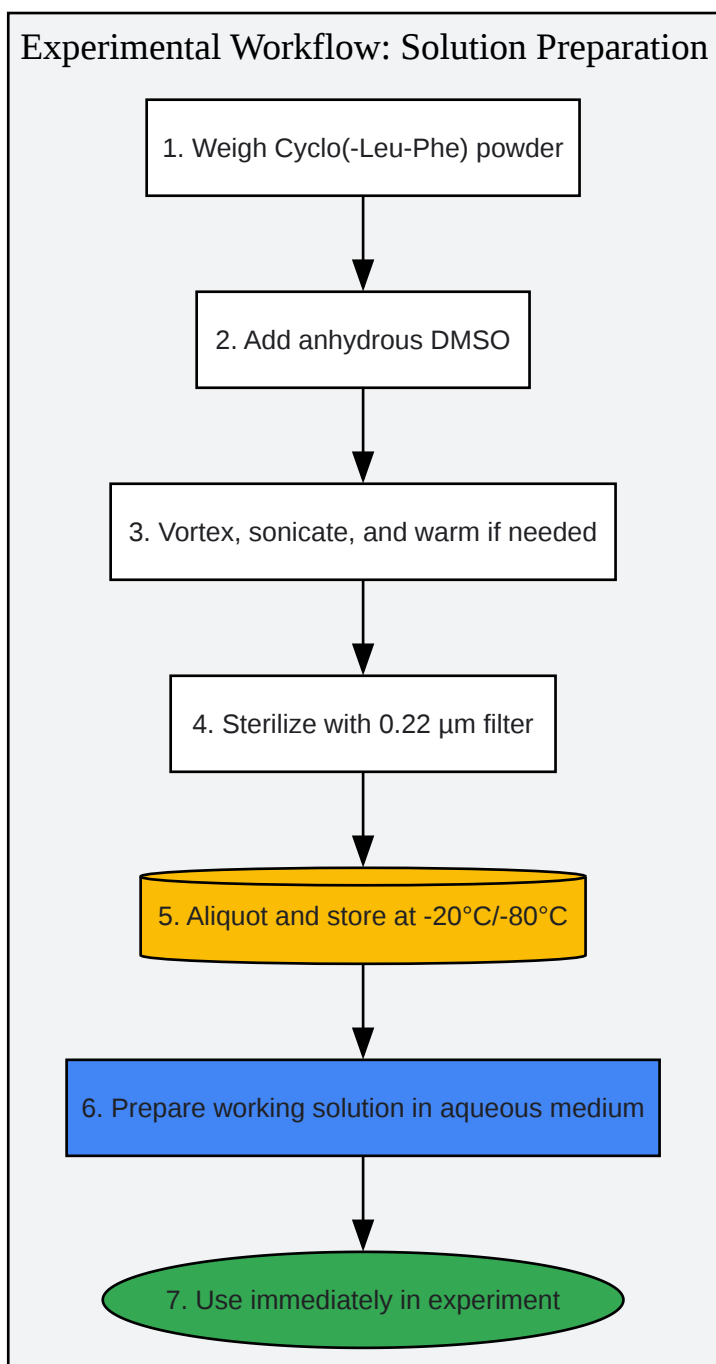 Experimental Workflow: Solution Preparation
1. Weigh Cyclo(-Leu-Phe) powder
2. Add anhydrous DMSO
3. Vortex, sonicate, and warm if needed
4. Sterilize with 0.22 µm filter
5. Aliquot and store at -20°C/-80°C
6. Prepare working solution in aqueous medium
7. Use immediately in experiment